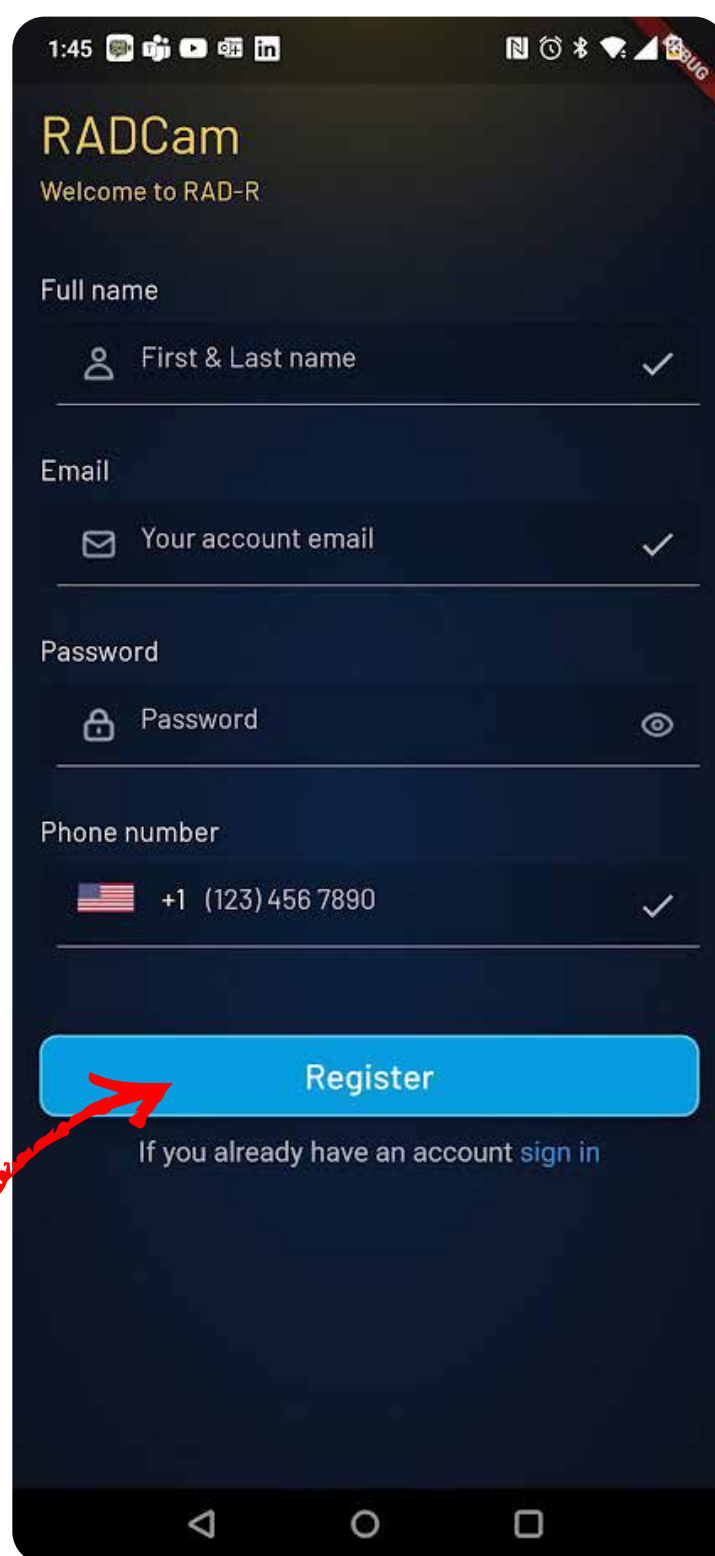 1:45
DEBUG
RADCam
Welcome to RAD-R
Full name
First & Last name
Email
Your account email
Password
Password
Phone number
+1 (123) 456 7890
Register
If you already have an account sign in